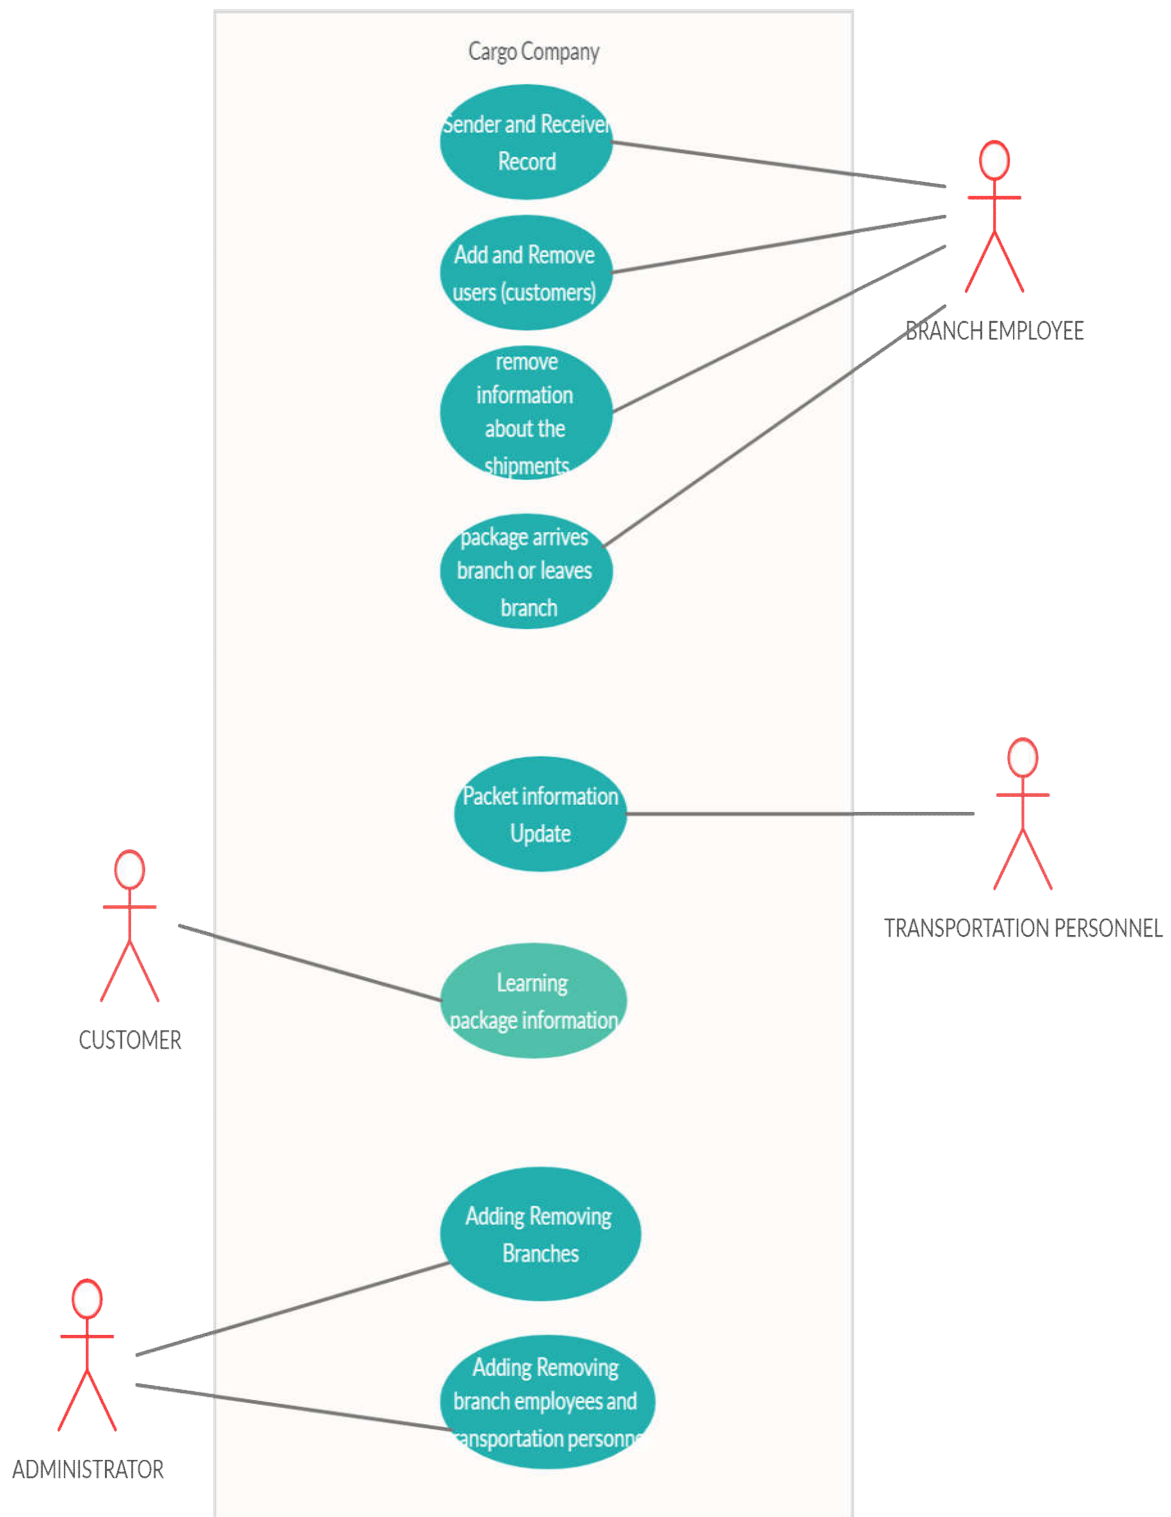 Cargo Company
Sender and Receiver
Record
Add and Remove
users (customers)
remove
information
about the
shipments
package arrives
branch or leaves
branch
BRANCH EMPLOYEE
Packet information
Update
TRANSPORTATION PERSONNEL
CUSTOMER
Learning
package information
Adding Removing
Branches
ADMINISTRATOR
Adding Removing
branch employees and
ransportation personne